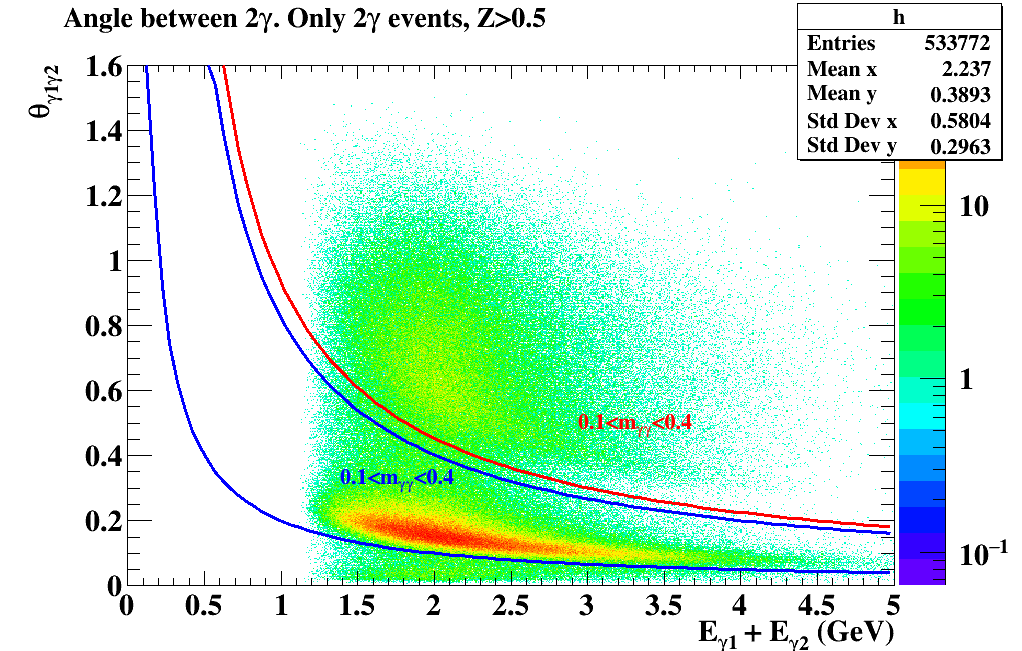 Angle between 2γ. Only 2γ events, Z>0.5
h
Entries 533772
Mean x 2.237
Mean y 0.3893
Std Dev x 0.5804
Std Dev y 0.2963
θγ1γ2
1.6
1.4
1.2
1
0.8
0.6
0.4
0.2
0
0.1<mγγ<0.4
0.1<mγγ<0.4
10
1
10−1
0 0.5 1 1.5 2 2.5 3 3.5 4 4.5 5
Eγ1 + Eγ2 (GeV)